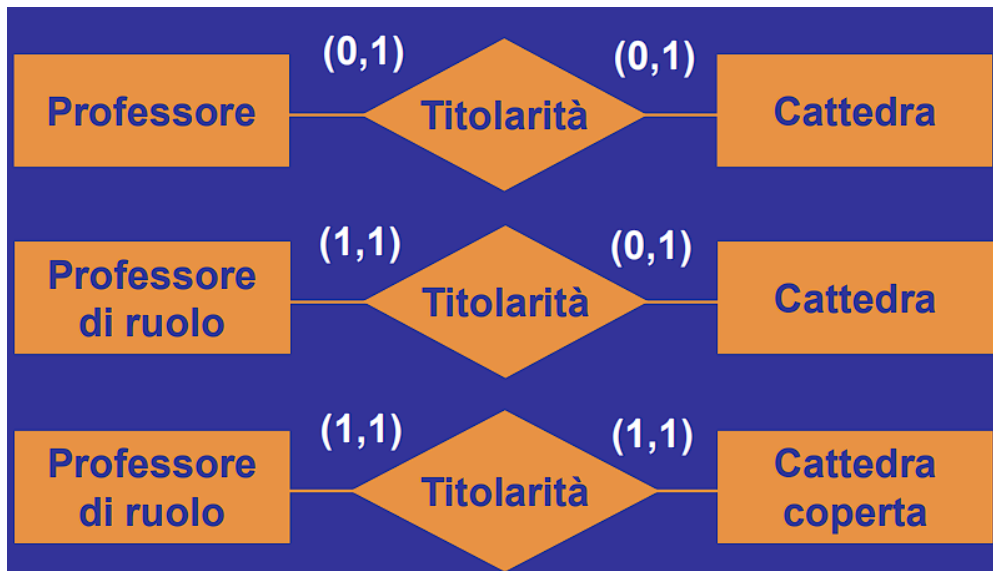 (0,1) (0,1)
Professore Titolarità Cattedra
(1,1) (0,1)
Professore
di ruolo
Titolarità
Cattedra
(1,1) (1,1)
Professore
di ruolo
Titolarità
Cattedra
coperta